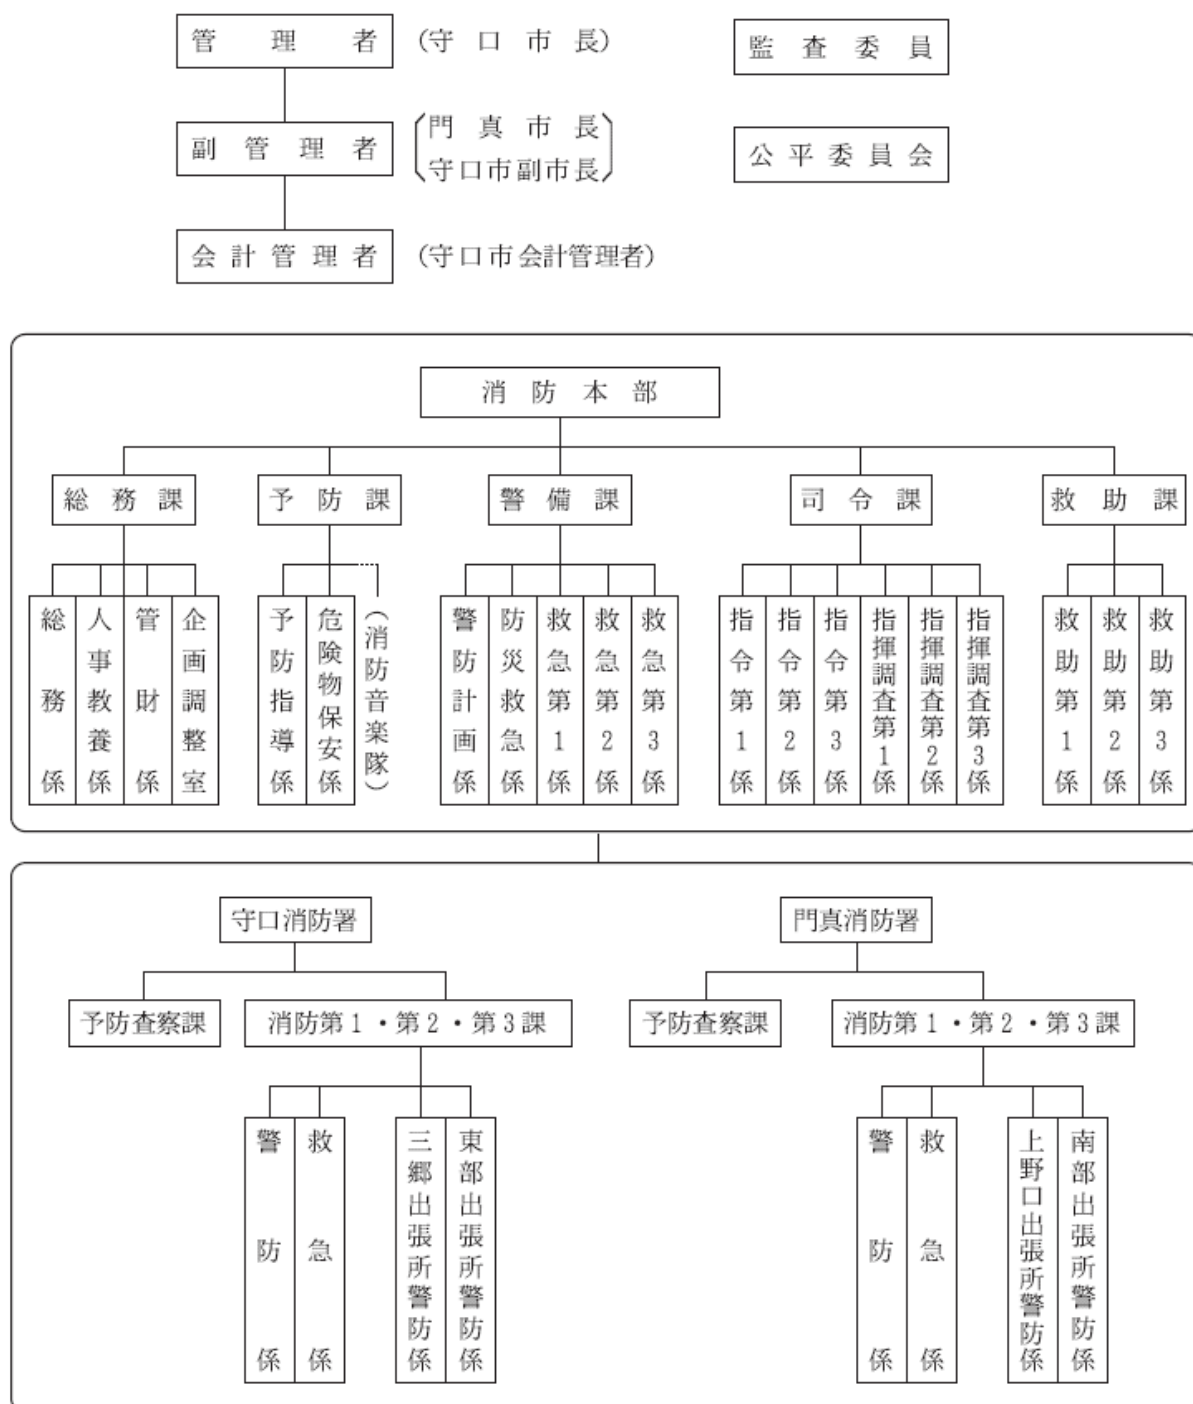 管理者
(守口市長)
監査委員
副管理者
門真市長
守口市副市長
公平委員会
会計管理者
(守口市会計管理者)
消防本部
総務課
予防課
警備課
司令課
救助課
総務係
人事教養係
管財係
企画調整室
予防指導係
危険物保安係
(消防音楽隊)
警防計画係
防災救急係
救急第1係
救急第2係
救急第3係
指令第1係
指令第2係
指令第3係
指揮調査第1係
指揮調査第2係
指揮調査第3係
救助第1係
救助第2係
救助第3係
守口消防署
門真消防署
予防査察課
消防第1・第2・第3課
予防査察課
消防第1・第2・第3課
警防係
救急係
三郷出張所警防係
東部出張所警防係
警防係
救急係
上野口出張所警防係
南部出張所警防係